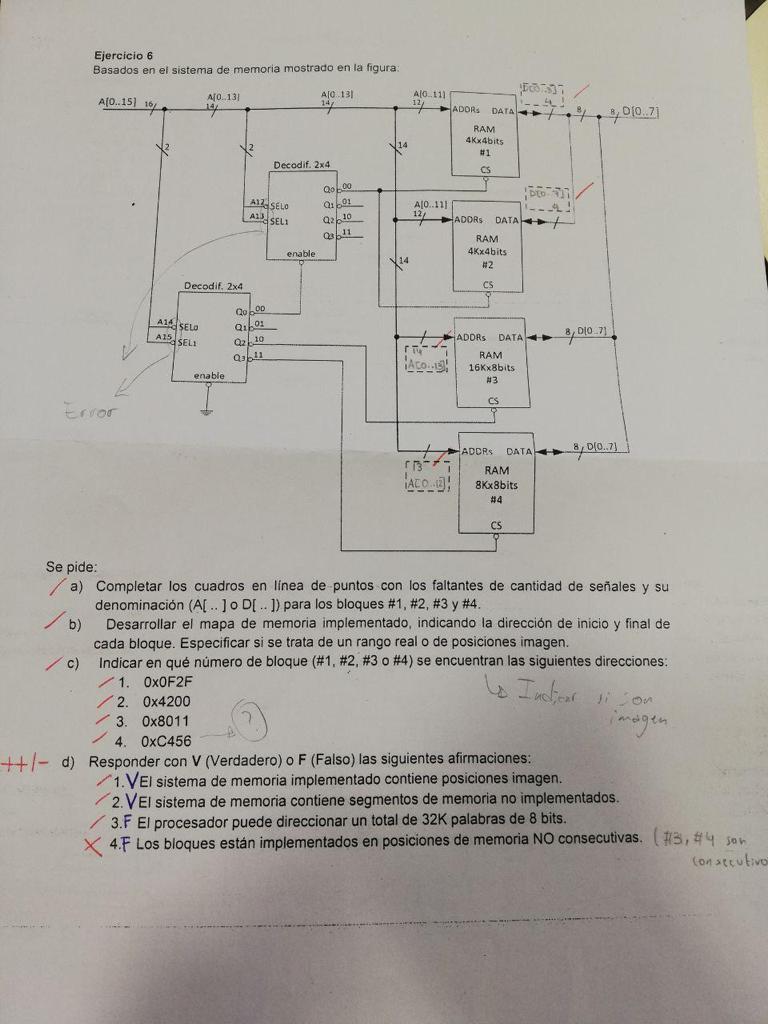 Ejercicio 6
Basados en el sistema de memoria mostrado en la figura:
A[0..15] 16 A[0..13] 14 A[0..13] 14 A[0..11] 12
ADDRs DATA
RAM
4Kx4bits
#1
CS
4
8 8 D[0..7]
2 2 14
Decodif. 2x4
A12 SEL0
A13 SEL1
Q0 00
Q1 01
Q2 10
Q3 11
enable
A[0..11]
12
ADDRs DATA
RAM
4Kx4bits
#2
CS
4
14
Decodif. 2x4
A14 SEL0
A15 SEL1
Q0 00
Q1 01
Q2 10
Q3 11
enable
Error
14
A[0..13]
ADDRs DATA
RAM
16Kx8bits
#3
CS
8 D[0..7]
13
A[0..12]
ADDRs DATA
RAM
8Kx8bits
#4
CS
8 D[0..7]
Se pide:
a) Completar los cuadros en línea de puntos con los faltantes de cantidad de señales y su
denominación (A[ .. ] o D[ .. ]) para los bloques #1, #2, #3 y #4.
b) Desarrollar el mapa de memoria implementado, indicando la dirección de inicio y final de
cada bloque. Especificar si se trata de un rango real o de posiciones imagen.
c) Indicar en qué número de bloque (#1, #2, #3 o #4) se encuentran las siguientes direcciones:
↳ Indicar si son
imagen
1. 0x0F2F
2. 0x4200
3. 0x8011
4. 0xC456 → ?
++/- d) Responder con V (Verdadero) o F (Falso) las siguientes afirmaciones:
1.V El sistema de memoria implementado contiene posiciones imagen.
2.V El sistema de memoria contiene segmentos de memoria no implementados.
3.F El procesador puede direccionar un total de 32K palabras de 8 bits.
4.F Los bloques están implementados en posiciones de memoria NO consecutivas. (#3, #4 son
consecutivo